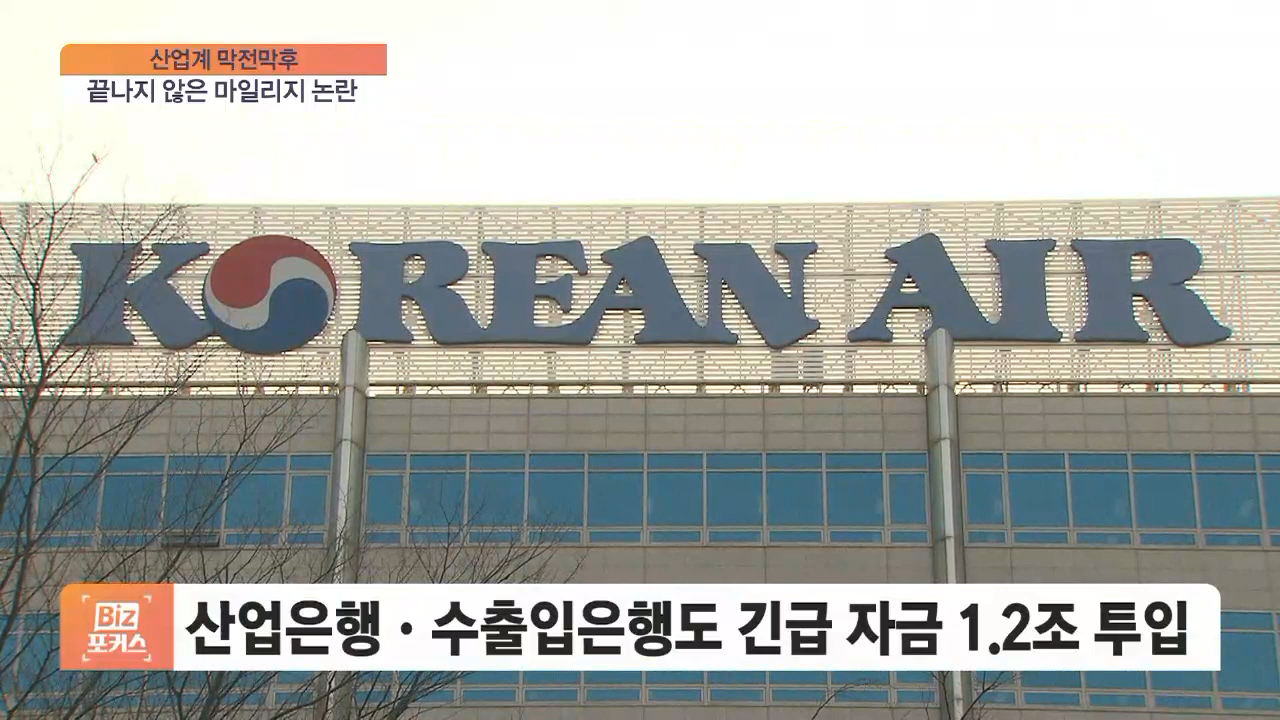 산업계 막전막후
끝나지 않은 마일리지 논란
KOREAN AIR
Biz
포커스
산업은행·수출입은행도 긴급 자금 1.2조 투입